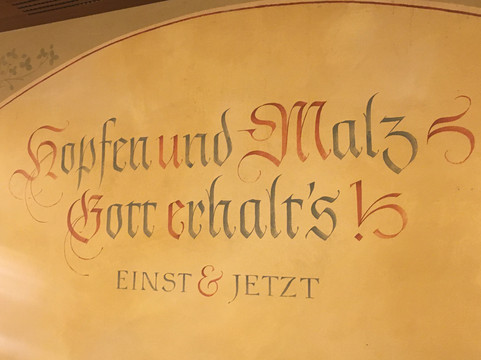 Hopfen und Malz
Gott erhalt's!
EINST & JETZT